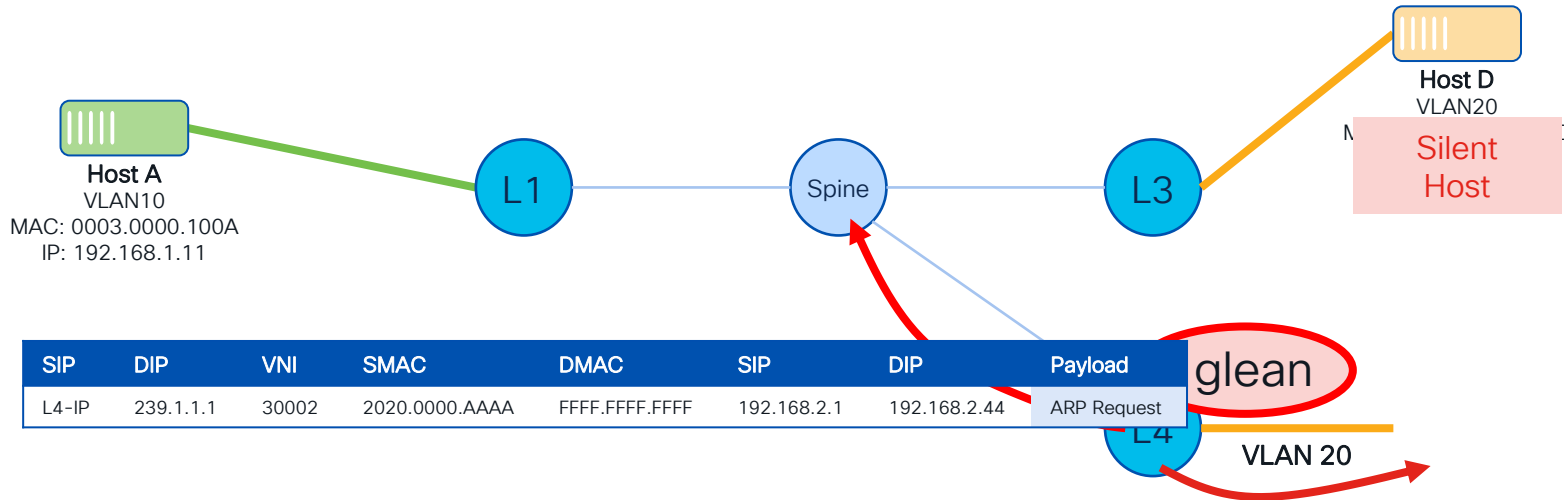 Host D
VLAN20
Silent
Host
Host A
VLAN10
MAC: 0003.0000.100A
IP: 192.168.1.11
L1
Spine
L3
SIP DIP VNI SMAC DMAC SIP DIP Payload
L4-IP 239.1.1.1 30002 2020.0000.AAAA FFFF.FFFF.FFFF 192.168.2.1 192.168.2.44 ARP Request
glean
L4
VLAN 20